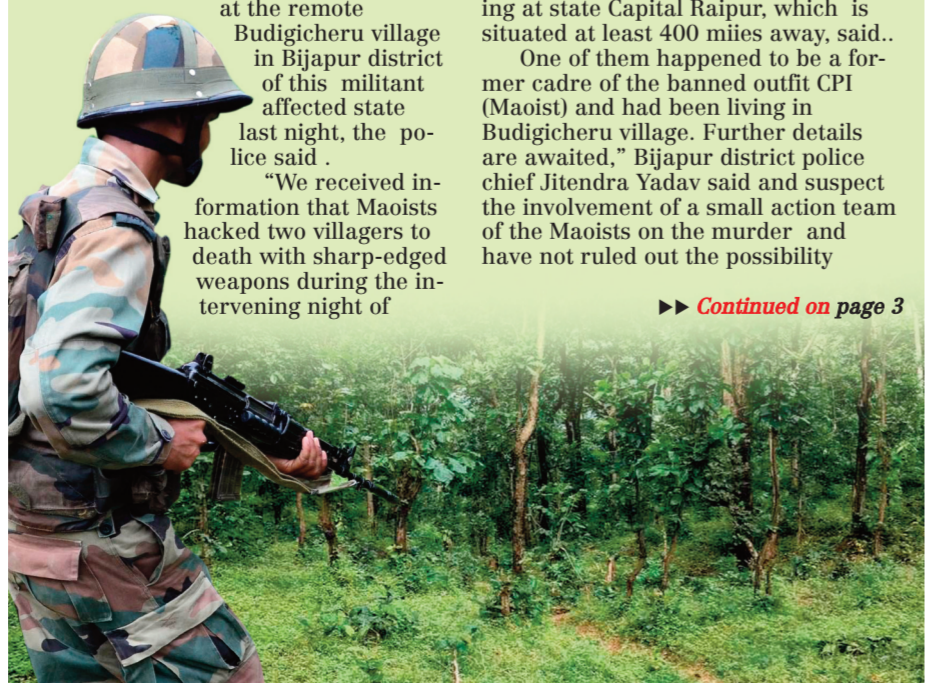 at the remote
Budigicheru village
in Bijapur district
of this militant
affected state
last night, the po-
lice said .
“We received in-
formation that Maoists
hacked two villagers to
death with sharp-edged
weapons during the in-
tervening night of
ing at state Capital Raipur, which is
situated at least 400 miies away, said..
One of them happened to be a for-
mer cadre of the banned outfit CPI
(Maoist) and had been living in
Budigicheru village. Further details
are awaited,” Bijapur district police
chief Jitendra Yadav said and suspect
the involvement of a small action team
of the Maoists on the murder and
have not ruled out the possibility
▶▶ Continued on page 3